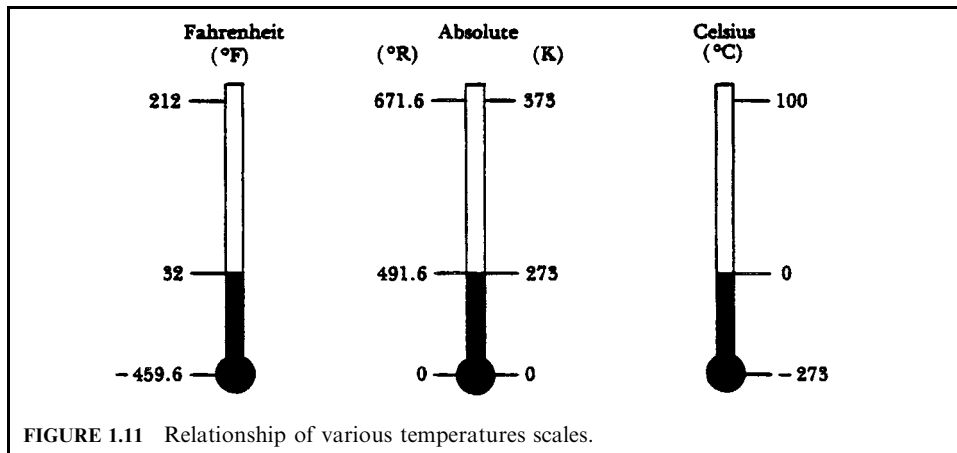 Fahrenheit Absolute Celsius
(°F) (°R) (K) (°C)
212 671.6 373 100
32 491.6 273 0
-459.6 0 0 -273
FIGURE 1.11 Relationship of various temperatures scales.